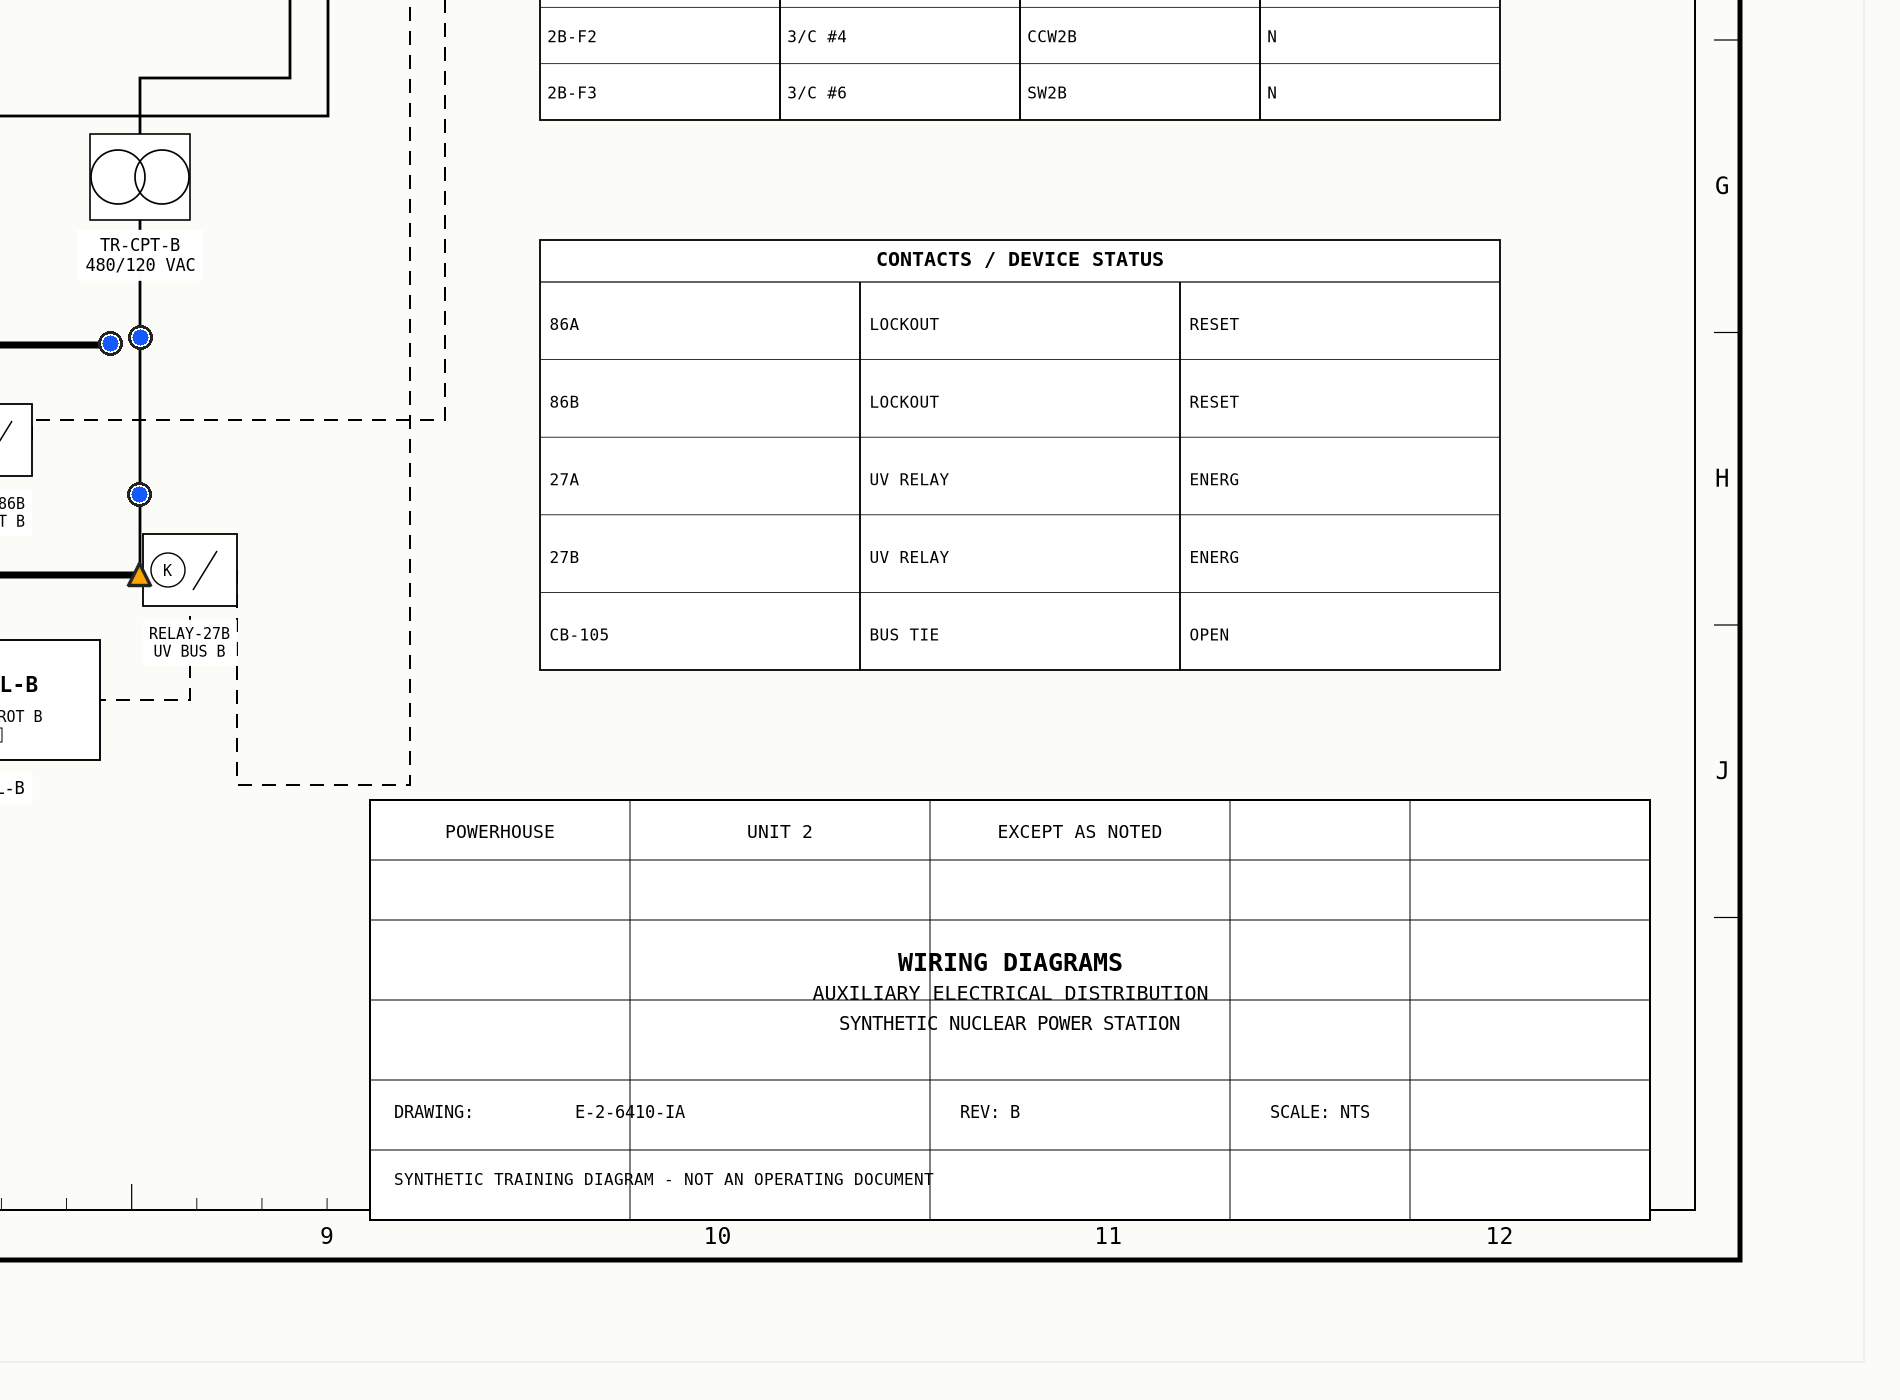 2B-F2 3/C #4 CCW2B N
2B-F3 3/C #6 SW2B N
G
TR-CPT-B
480/120 VAC
CONTACTS / DEVICE STATUS
86A LOCKOUT RESET
86B LOCKOUT RESET
27A UV RELAY ENERG
27B UV RELAY ENERG
CB-105 BUS TIE OPEN
H
86B
T B
K
RELAY-27B
UV BUS B
L-B
ROT B
]
L-B
J
POWERHOUSE UNIT 2 EXCEPT AS NOTED
WIRING DIAGRAMS
AUXILIARY ELECTRICAL DISTRIBUTION
SYNTHETIC NUCLEAR POWER STATION
DRAWING: E-2-6410-IA REV: B SCALE: NTS
SYNTHETIC TRAINING DIAGRAM - NOT AN OPERATING DOCUMENT
9 10 11 12